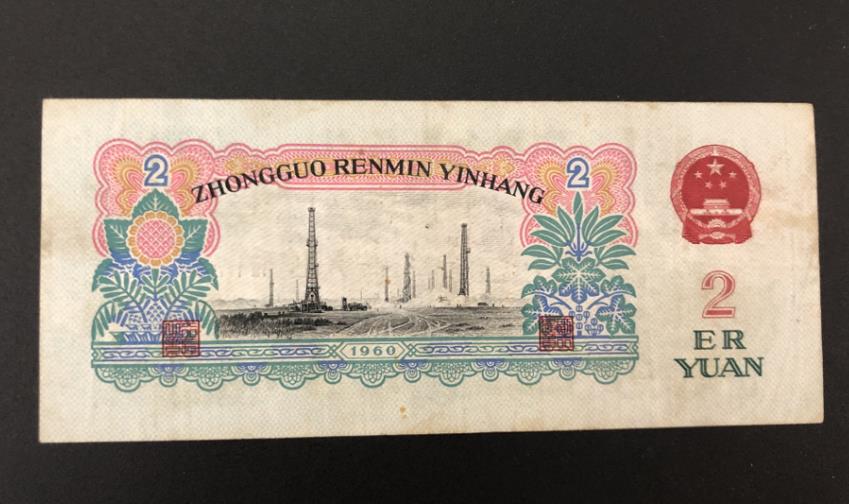 2 ZHONGGUO RENMIN YINHANG 2
1960
2
ER
YUAN